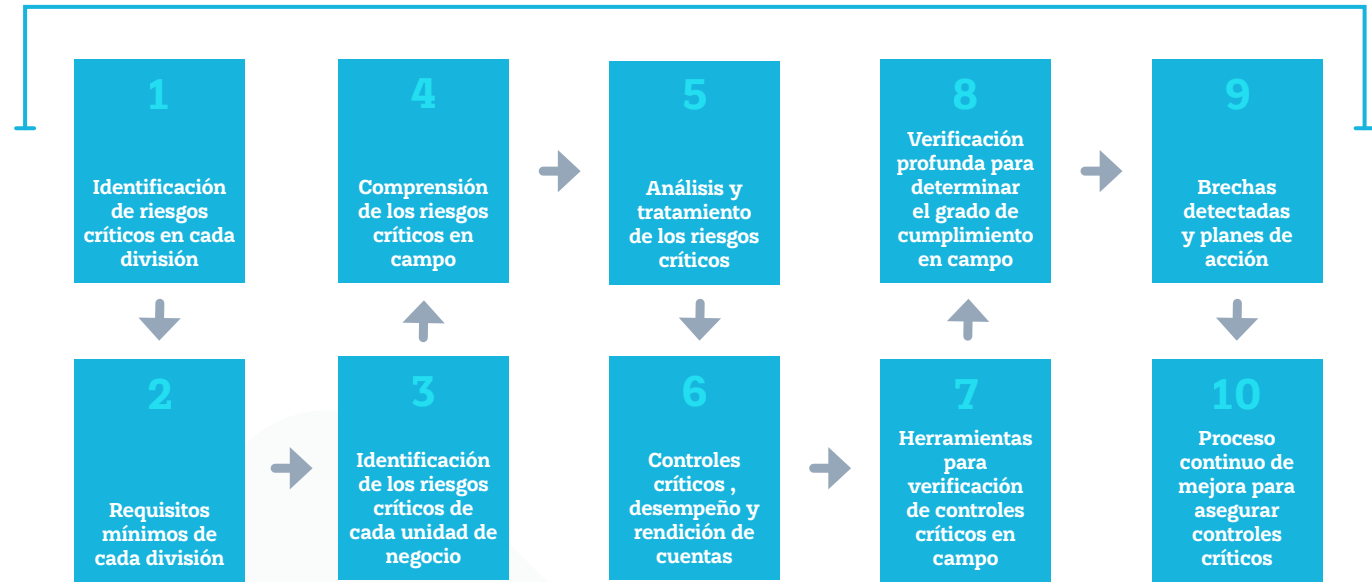 1
Identificación
de riesgos
críticos en cada
división
2
Requisitos
mínimos de
cada división
3
Identificación
de los riesgos
críticos de
cada unidad de
negocio
4
Comprensión
de los riesgos
críticos en
campo
5
Análisis y
tratamiento
de los riesgos
críticos
6
Controles
críticos ,
desempeño y
rendición de
cuentas
7
Herramientas
para
verificación
de controles
críticos en
campo
8
Verificación
profunda para
determinar
el grado de
cumplimiento
en campo
9
Brechas
detectadas
y planes de
acción
10
Proceso
continuo de
mejora para
asegurar
controles
críticos